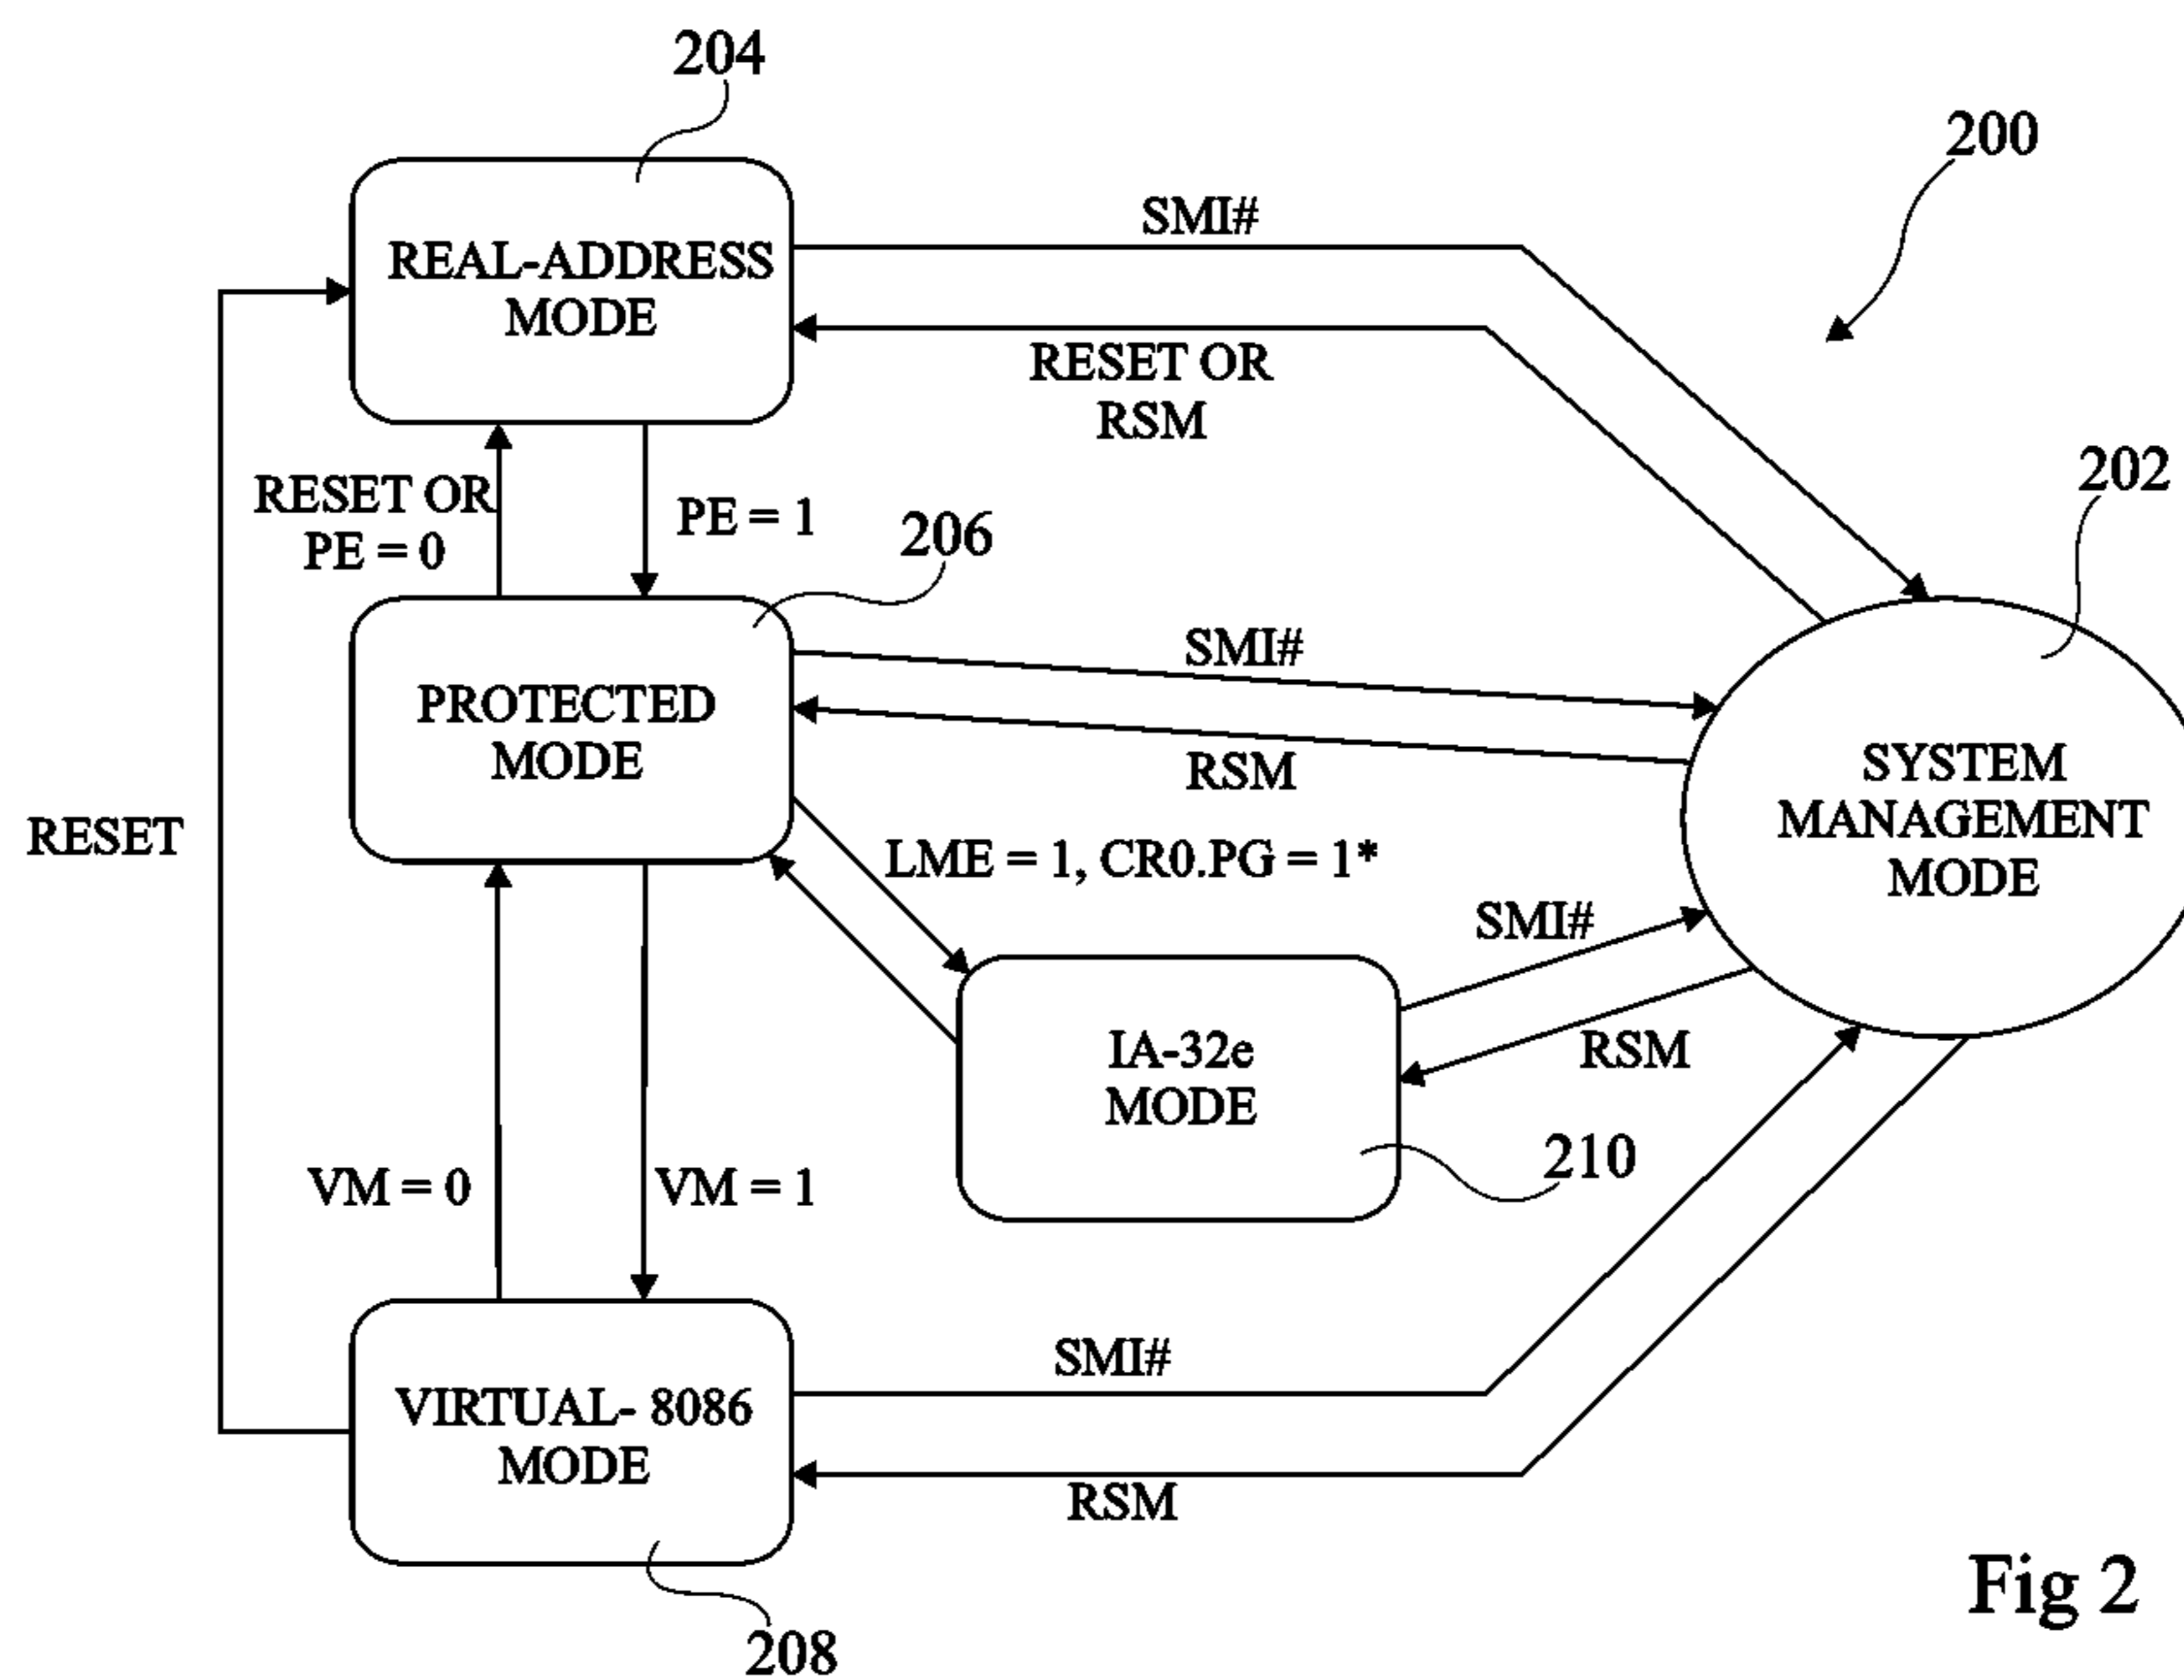 204
200
SMI#
REAL-ADDRESS
MODE
RESET OR
RSM
202
RESET OR
PE = 0
PE = 1
206
SMI#
PROTECTED
MODE
RSM
SYSTEM
MANAGEMENT
MODE
RESET
LME = 1, CR0.PG = 1*
SMI#
IA-32e
MODE
RSM
210
VM = 0
VM = 1
SMI#
VIRTUAL- 8086
MODE
RSM
208
Fig 2